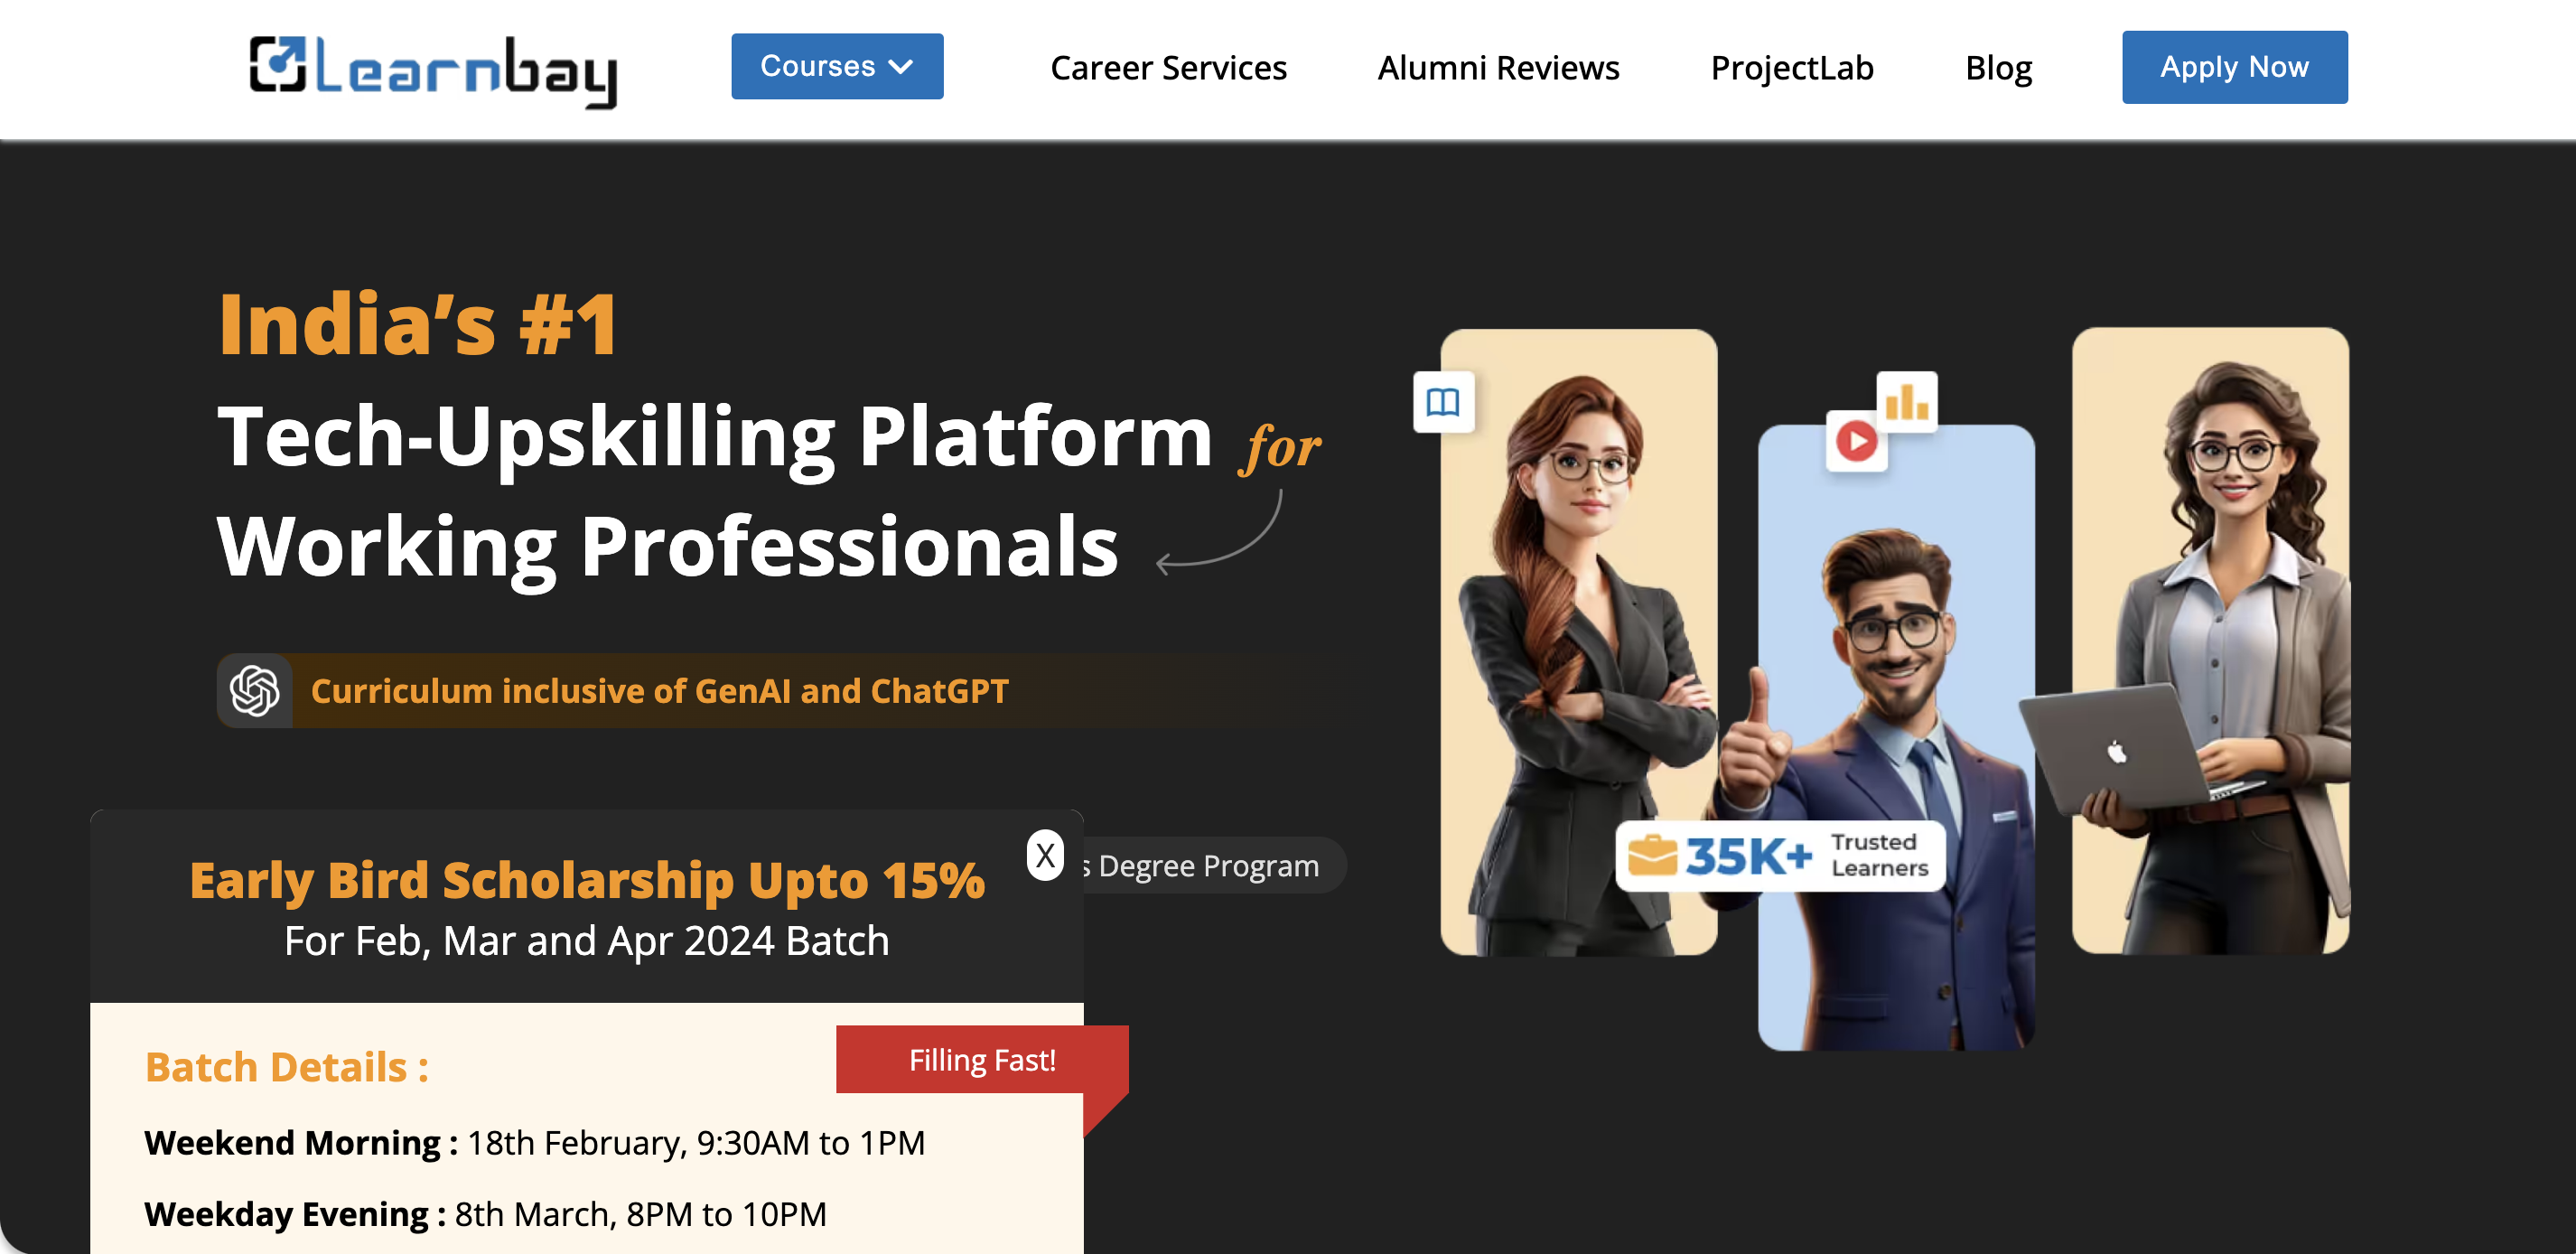 Learnbay
Courses
Career Services
Alumni Reviews
ProjectLab
Blog
Apply Now
India’s #1
Tech-Upskilling Platform for
Working Professionals
Curriculum inclusive of GenAI and ChatGPT
Degree Program
35K+ Trusted
Learners
X
Early Bird Scholarship Upto 15%
For Feb, Mar and Apr 2024 Batch
Filling Fast!
Batch Details :
Weekend Morning : 18th February, 9:30AM to 1PM
Weekday Evening : 8th March, 8PM to 10PM